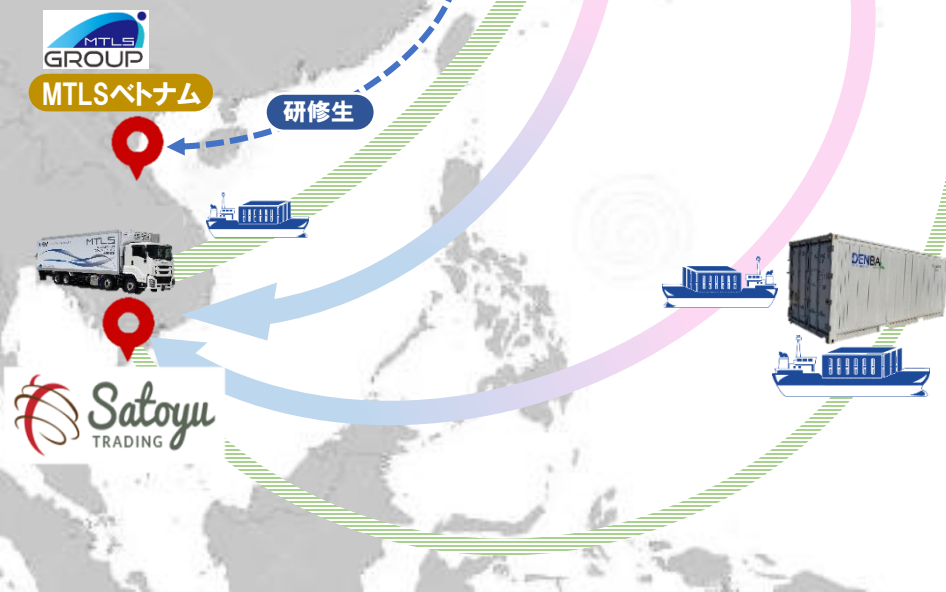 MTLS
GROUP
MTLSベトナム
研修生
MTLS
DENBA
Satoyu
TRADING